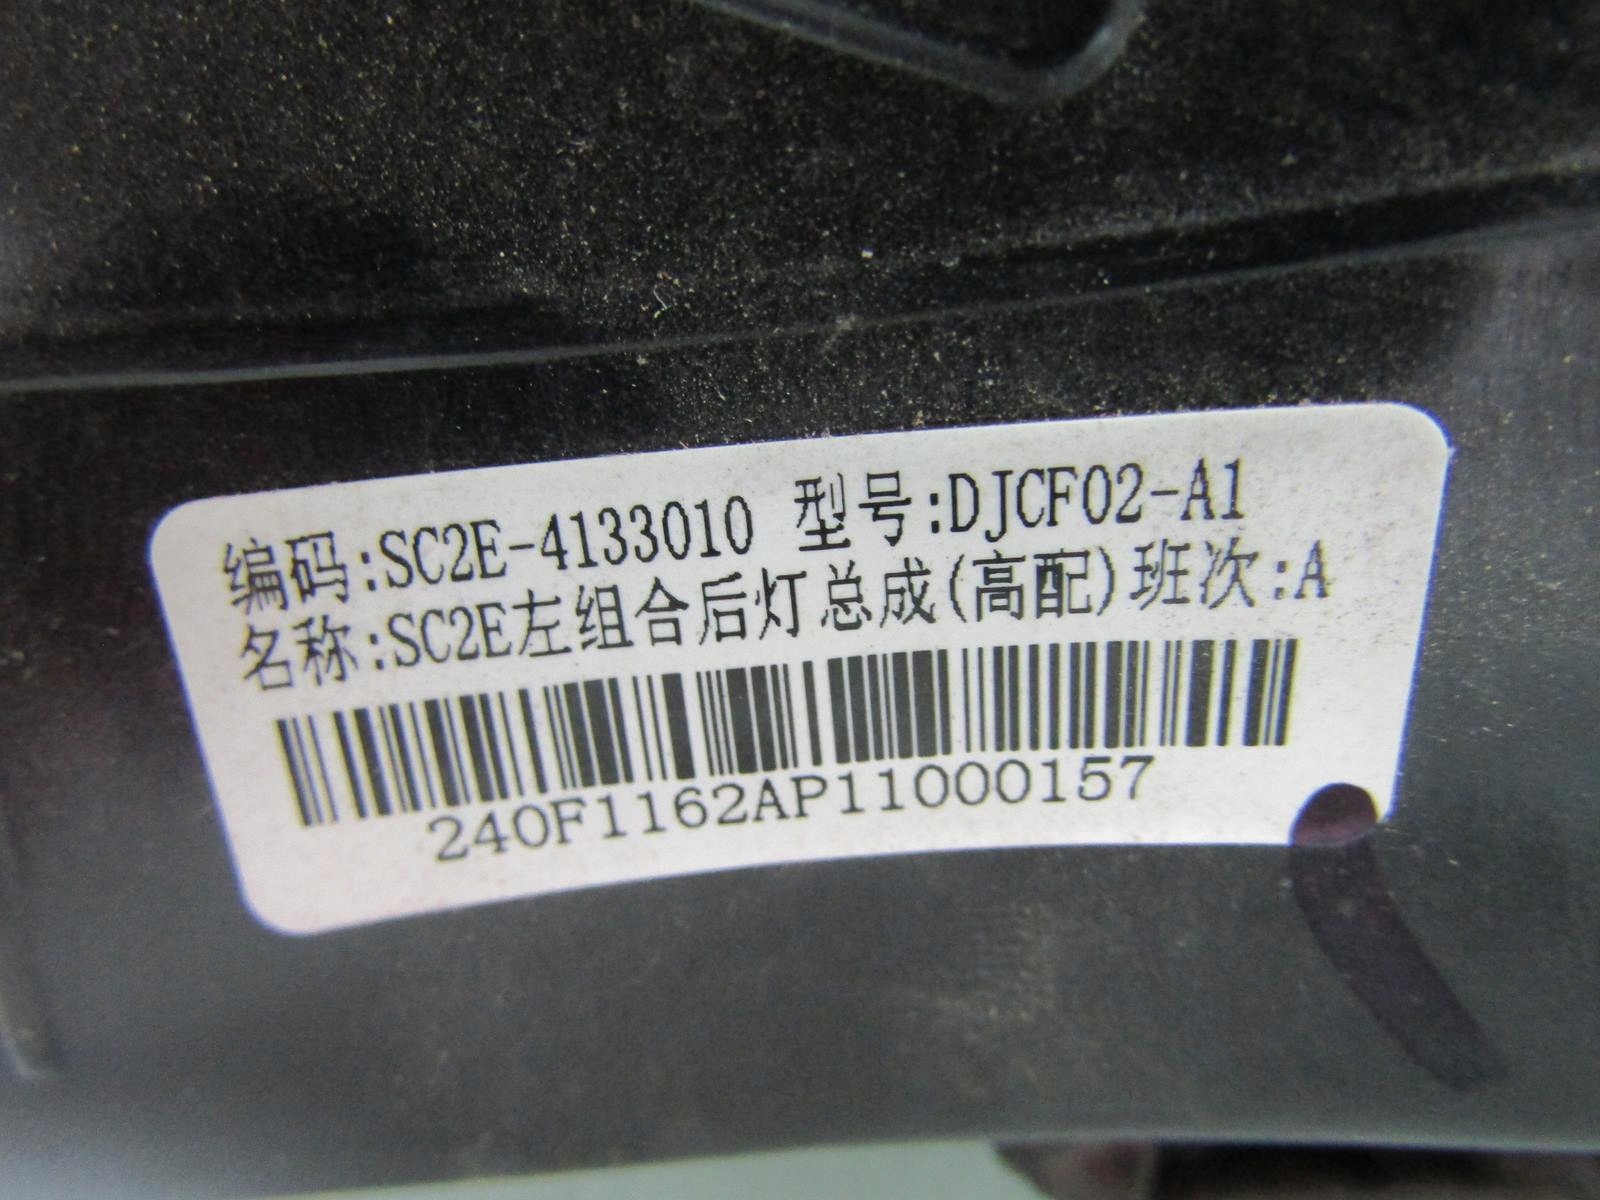 编码:SC2E-4133010 型号:DJCF02-A1
名称:SC2E左组合后灯总成(高配)班次:A
240F1162AP11000157